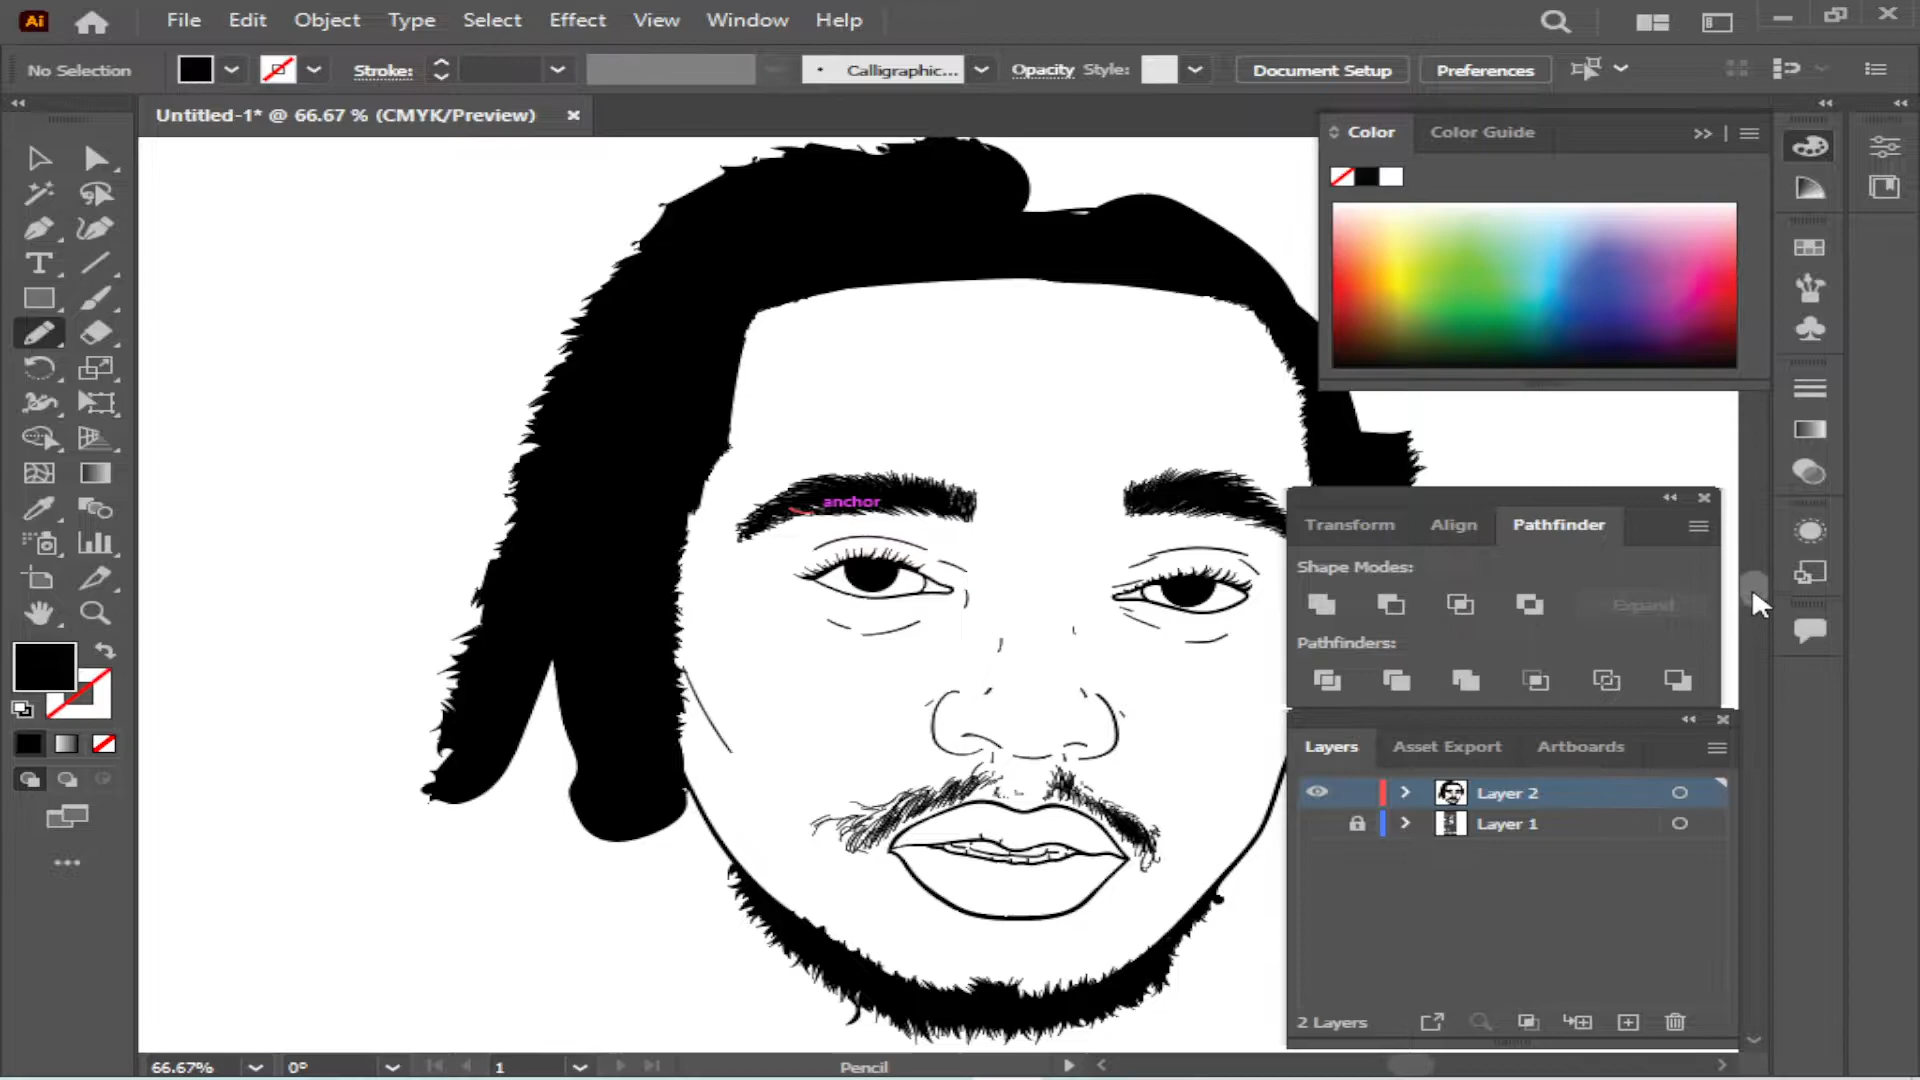 Ai
File Edit Object Type Select Effect View Window Help
No Selection
Stroke:
Calligraphic...
Opacity Style:
Document Setup
Preferences
Untitled-1* @ 66.67 % (CMYK/Preview)
Color
Color Guide
anchor
Transform
Align
Pathfinder
Shape Modes:
Expand
Pathfinders:
Layers
Asset Export
Artboards
Layer 2
Layer 1
2 Layers
66.67%
0°
1
Pencil